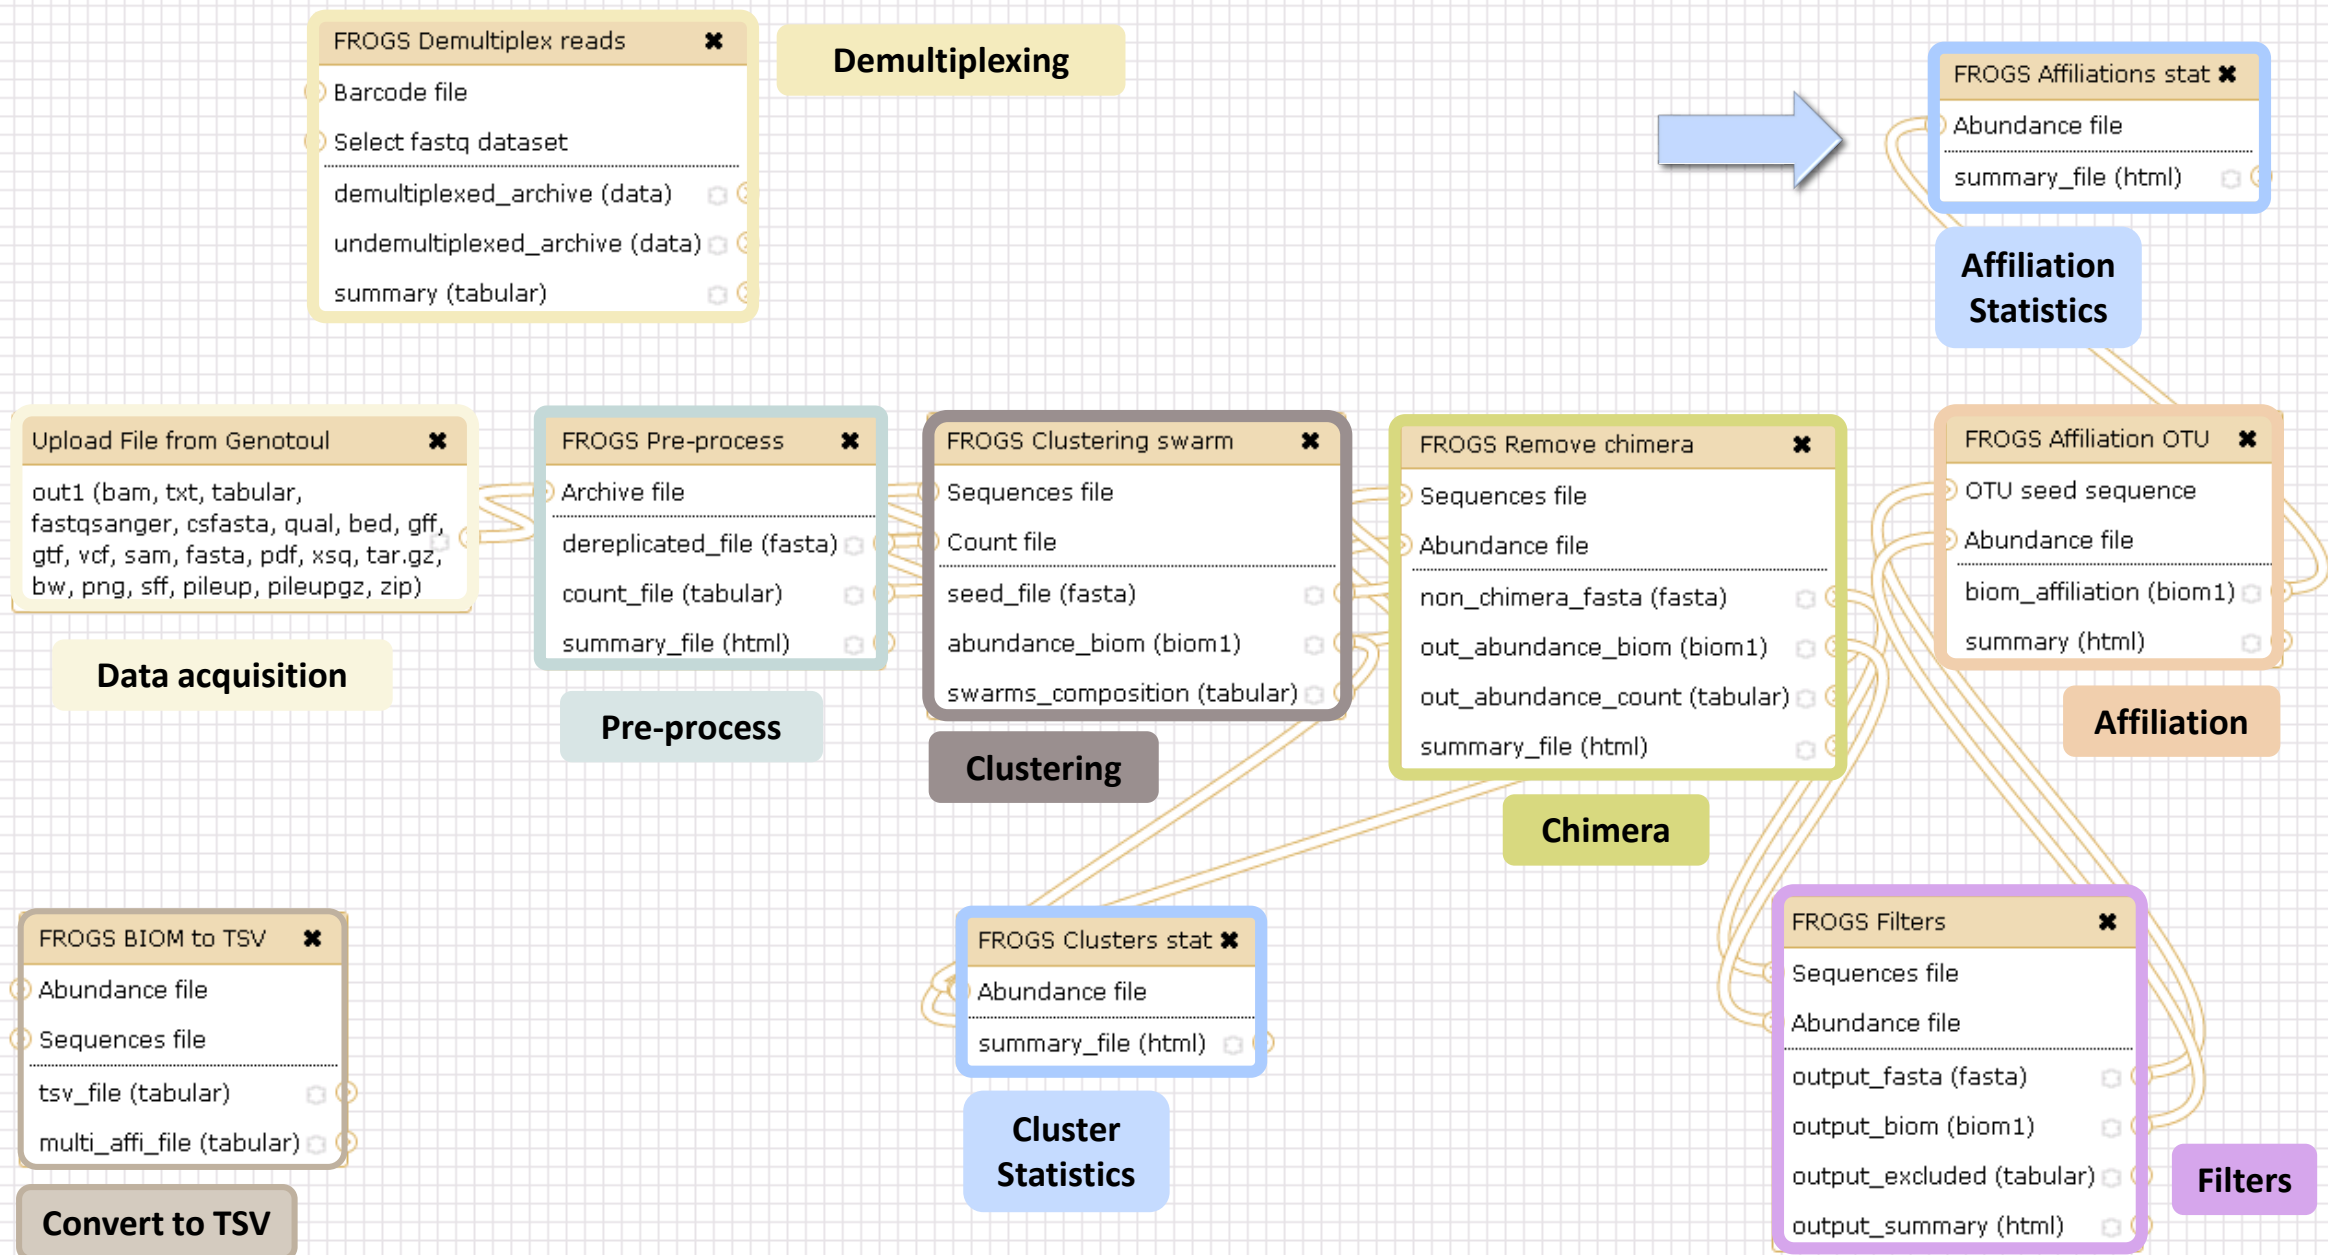 FROGS Demultiplex reads
Barcode file
Select fastq dataset
demultiplexed_archive (data)
undemultiplexed_archive (data)
summary (tabular)
Demultiplexing
FROGS Affiliations stat
Abundance file
summary_file (html)
Affiliation
Statistics
Upload File from Genotoul
out1 (bam, txt, tabular,
fastqsanger, csfasta, qual, bed, gff,
gtf, vcf, sam, fasta, pdf, xsq, tar.gz,
bw, png, sff, pileup, pileupgz, zip)
Data acquisition
FROGS Pre-process
Archive file
dereplicated_file (fasta)
count_file (tabular)
summary_file (html)
Pre-process
FROGS Clustering swarm
Sequences file
Count file
seed_file (fasta)
abundance_biom (biom1)
swarms_composition (tabular)
Clustering
FROGS Remove chimera
Sequences file
Abundance file
non_chimera_fasta (fasta)
out_abundance_biom (biom1)
out_abundance_count (tabular)
summary_file (html)
Chimera
FROGS Affiliation OTU
OTU seed sequence
Abundance file
biom_affiliation (biom1)
summary (html)
Affiliation
FROGS BIOM to TSV
Abundance file
Sequences file
tsv_file (tabular)
multi_affi_file (tabular)
Convert to TSV
FROGS Clusters stat
Abundance file
summary_file (html)
Cluster
Statistics
FROGS Filters
Sequences file
Abundance file
output_fasta (fasta)
output_biom (biom1)
output_excluded (tabular)
output_summary (html)
Filters